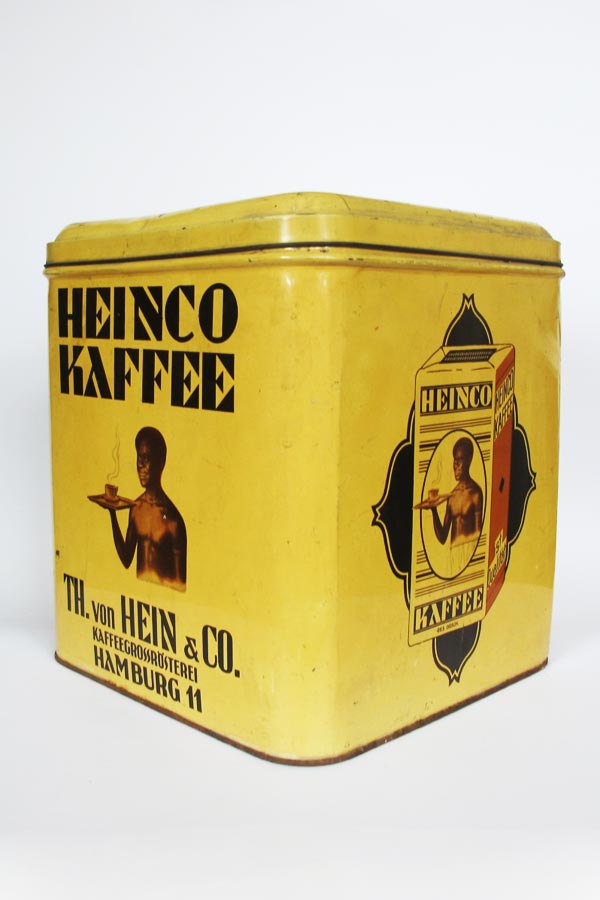 HEINCO
KAFFEE
TH. von HEIN & CO.
KAFFEEGROSSRÖSTEREI
HAMBURG 11
HEINCO
KAFFEE
HEINCO
KAFFEE